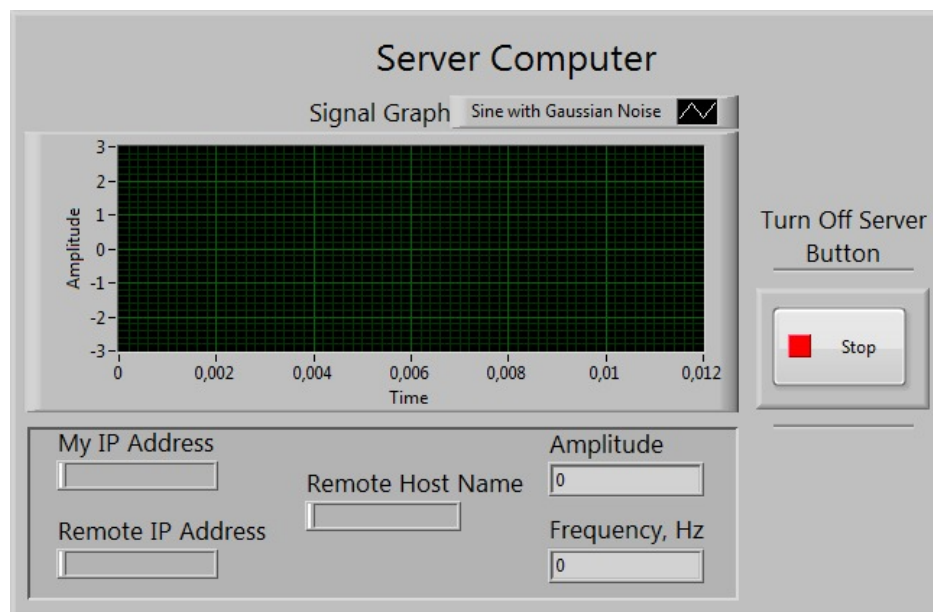 Server Computer
Signal Graph
Sine with Gaussian Noise
3
2
1
0
-1
-2
-3
Amplitude
0
0,002
0,004
0,006
0,008
0,01
0,012
Time
Turn Off Server
Button
Stop
My IP Address
Remote IP Address
Remote Host Name
Amplitude
0
Frequency, Hz
0